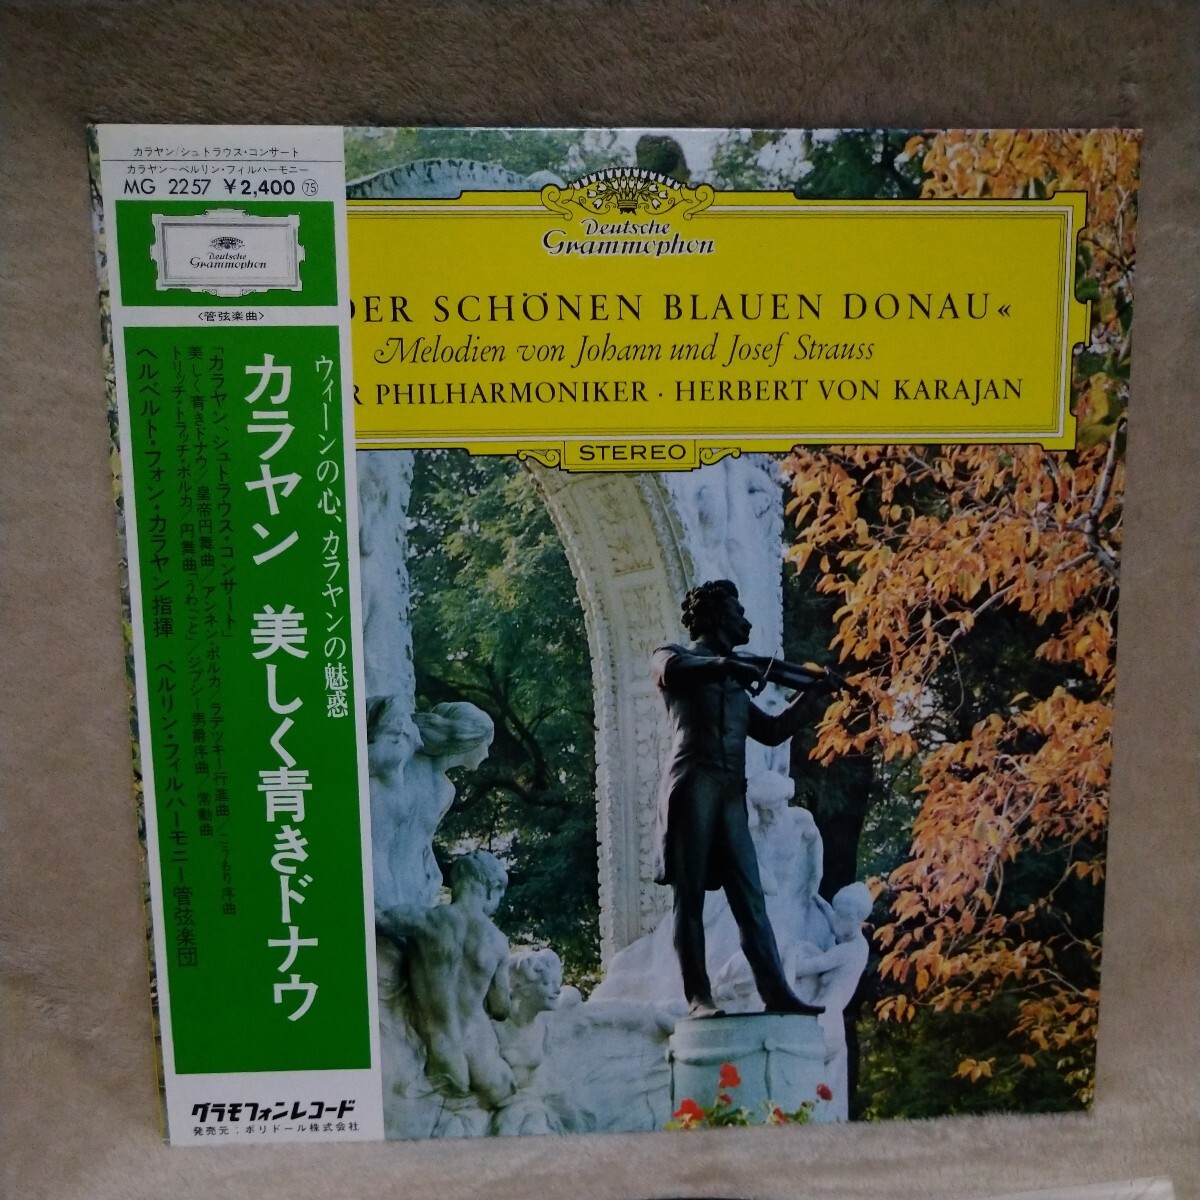 カラヤン/シュトラウス・コンサート
カラヤン-ベルリン・フィルハーモニー
MG 2257 ¥2,400 ㊄
Deutsche
Grammophon
〈管弦楽曲〉
ウィーンの心、カラヤンの魅惑
カラヤン 美しく青きドナウ
「カラヤン、シュトラウス・コンサート」
美しく青きドナウ/皇帝円舞曲/アンネン・ポルカ/ラデツキー行進曲/こうもり序曲
トリッチ・トラッチ・ポルカ/円舞曲「うわごと」/ジプシー男爵序曲/常動曲
ヘルベルト・フォン・カラヤン指揮 ベルリン・フィルハーモニー管弦楽団
グラモフォンレコード
発売元:ポリドール株式会社
Deutsche
Grammophon
DER SCHÖNEN BLAUEN DONAU«
Melodien von Johann und Josef Strauss
R PHILHARMONIKER · HERBERT VON KARAJAN
STEREO